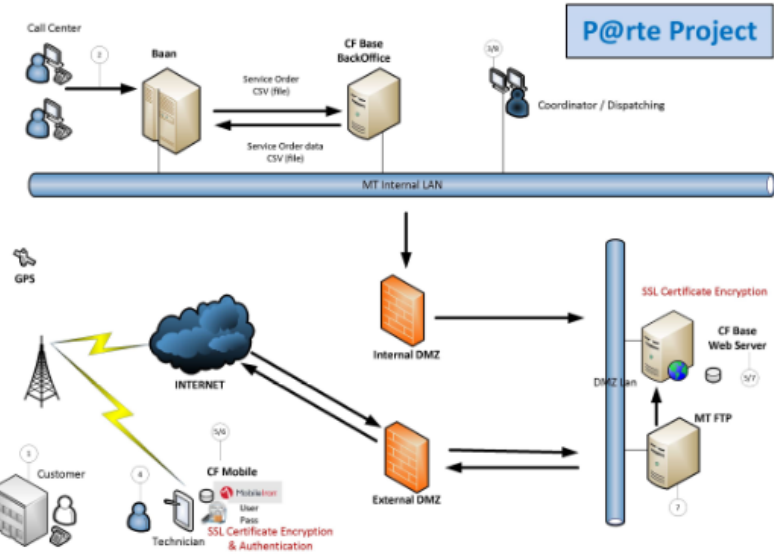 P@rte Project
Call Center
2
Baan
CF Base
BackOffice
3/8
Service Order
CSV (file)
Coordinator / Dispatching
Service Order data
CSV (file)
MT Internal LAN
GPS
SSL Certificate Encryption
Internal DMZ
CF Base
Web Server
INTERNET
DMZ Lan
5/7
MT FTP
5/6
Customer
4
CF Mobile
MobileIron
User
Pass
External DMZ
7
Technician
SSL Certificate Encryption
& Authentication